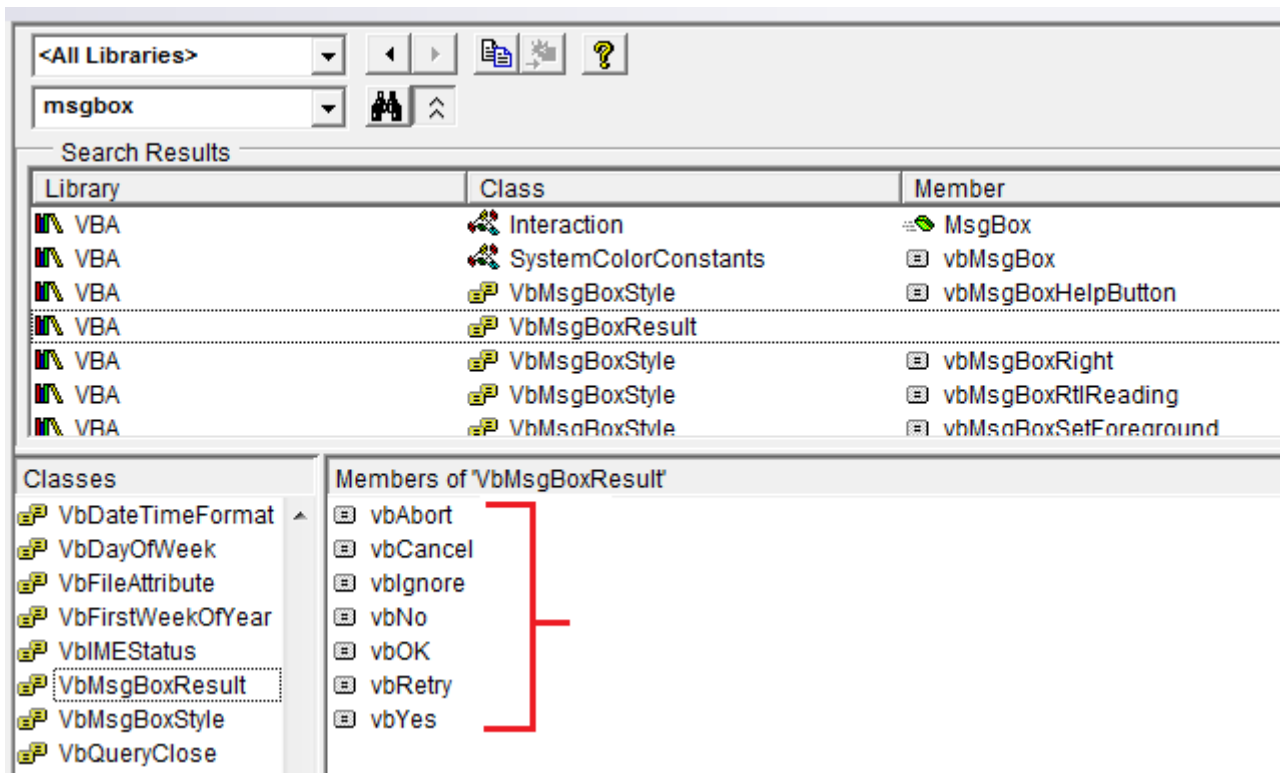 <All Libraries>
msgbox
Search Results
Library Class Member
VBA Interaction MsgBox
VBA SystemColorConstants vbMsgBox
VBA VbMsgBoxStyle vbMsgBoxHelpButton
VBA VbMsgBoxResult
VBA VbMsgBoxStyle vbMsgBoxRight
VBA VbMsgBoxStyle vbMsgBoxRtlReading
VBA VbMsgBoxStyle vbMsgBoxSetForeground
Classes
VbDateTimeFormat
VbDayOfWeek
VbFileAttribute
VbFirstWeekOfYear
VbIMEStatus
VbMsgBoxResult
VbMsgBoxStyle
VbQueryClose
Members of 'VbMsgBoxResult'
vbAbort
vbCancel
vbIgnore
vbNo
vbOK
vbRetry
vbYes